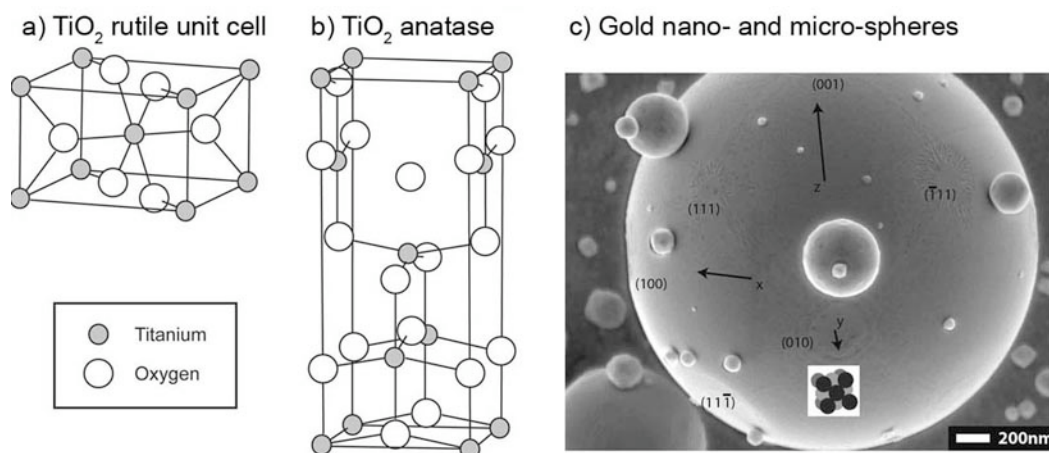 a) TiO₂ rutile unit cell
b) TiO₂ anatase
c) Gold nano- and micro-spheres
Titanium
Oxygen
(001)
z
(111)
(1̅11)
(100)
x
y
(010)
(111̅)
200nm